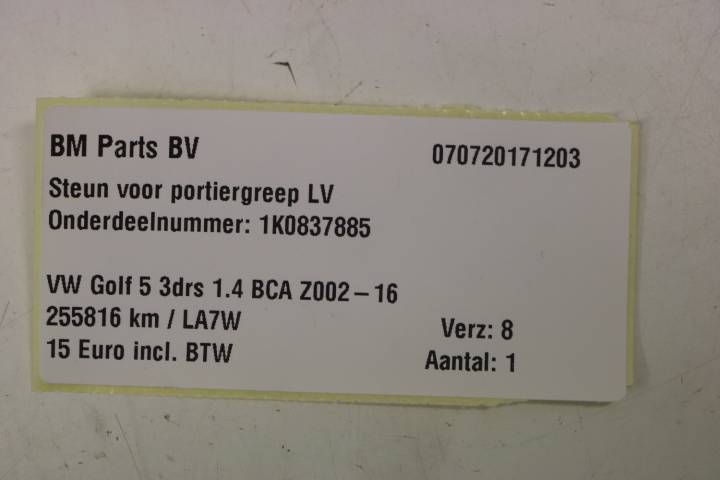 BM Parts BV 070720171203
Steun voor portiergreep LV
Onderdeelnummer: 1K0837885
VW Golf 5 3drs 1.4 BCA Z002-16
255816 km / LA7W Verz: 8
15 Euro incl. BTW Aantal: 1